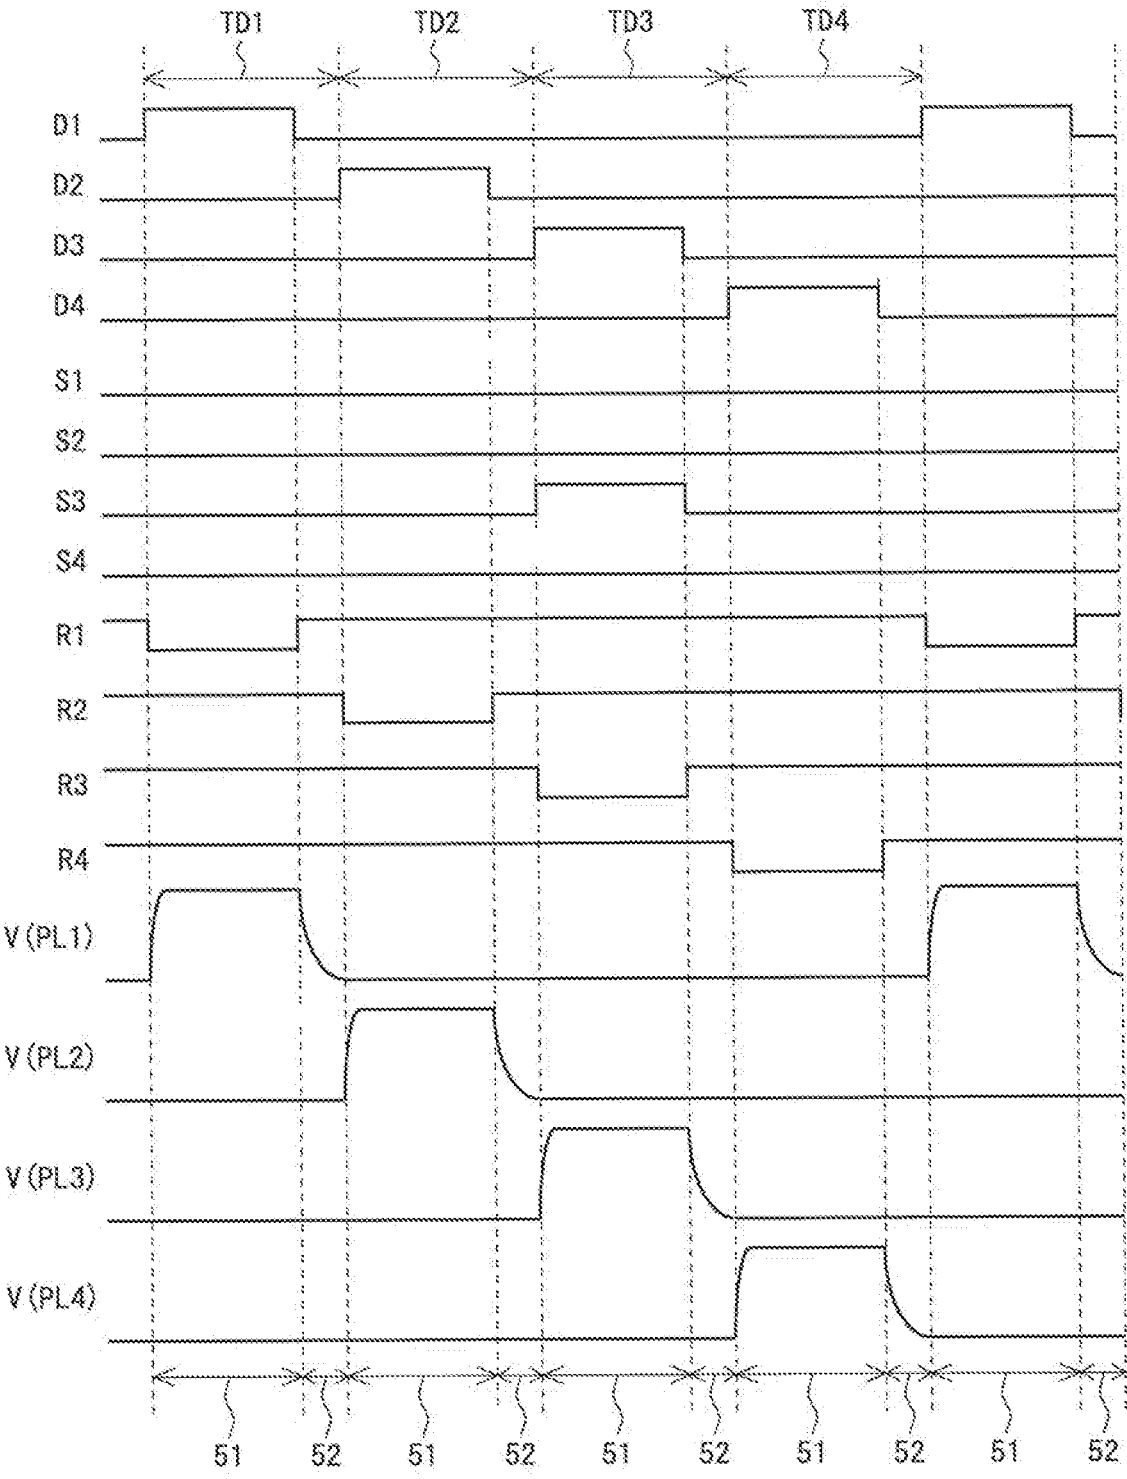 TD1 TD2 TD3 TD4
D1
D2
D3
D4
S1
S2
S3
S4
R1
R2
R3
R4
V(PL1)
V(PL2)
V(PL3)
V(PL4)
51 52 51 52 51 52 51 52 51 52